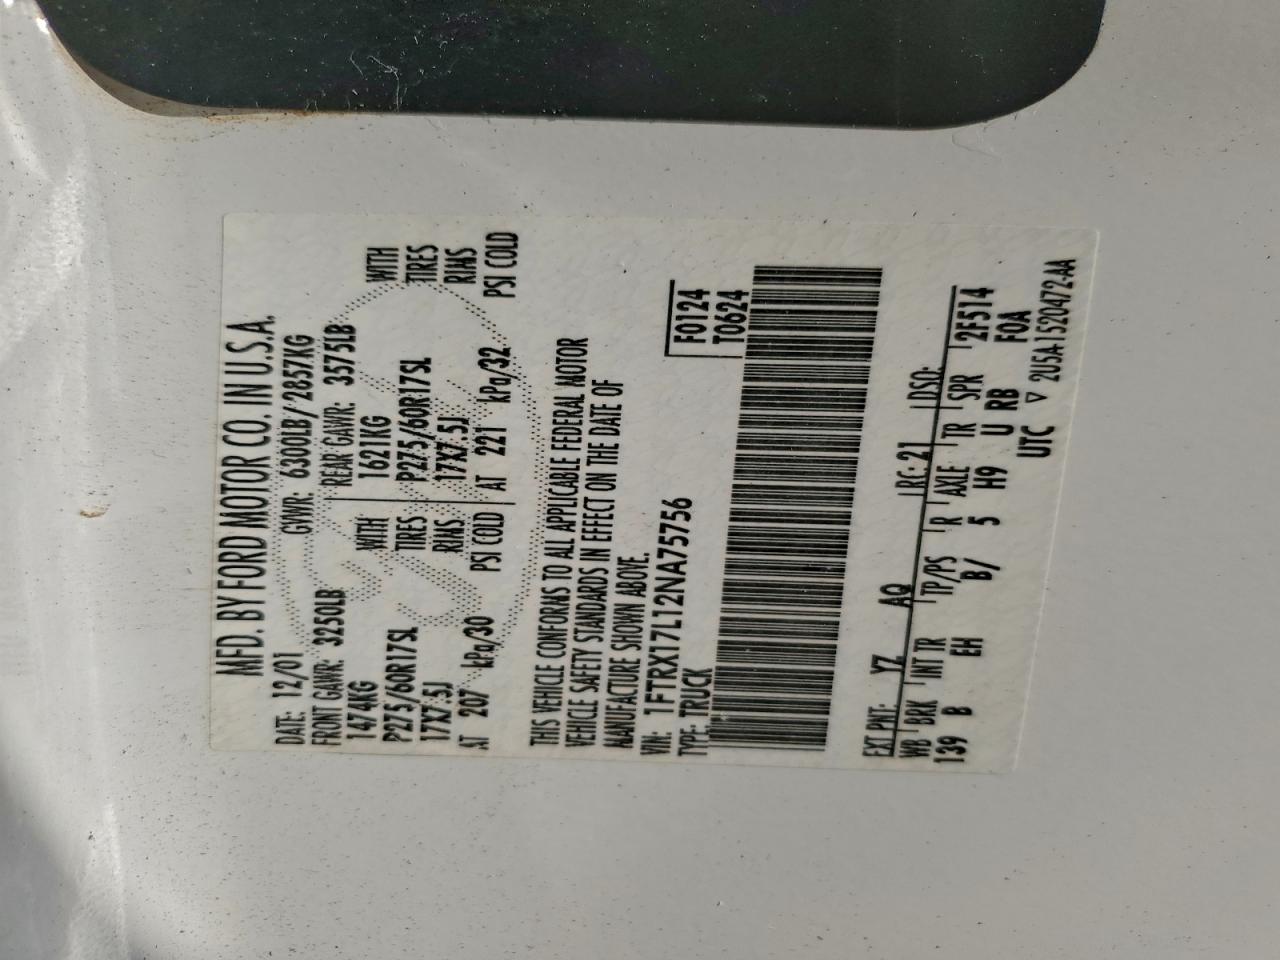 MFD. BY FORD MOTOR CO. IN U.S.A.
DATE: 12/01 GVWR: 6300LB/ 2857KG
FRONT GAWR: 3250LB REAR GAWR: 3575LB
1474KG WITH 1621KG WITH
P275/60R17SL TIRES P275/60R17SL TIRES
17X7.5J RIMS 17X7.5J RIMS
AT 207 kPa/30 PSI COLD AT 221 kPa/32 PSI COLD
THIS VEHICLE CONFORMS TO ALL APPLICABLE FEDERAL MOTOR
VEHICLE SAFETY STANDARDS IN EFFECT ON THE DATE OF
MANUFACTURE SHOWN ABOVE.
VIN: 1FTRX17L12NA75756 F0124
TYPE: TRUCK T0624
EXT PNT: YZ AQ RC: 21 DSO:
WB BRK INT TR TP/PS R AXLE TR SPR 2F514
139 B EH B/ 5 H9 U RB F0A
UTC ▽ 2U5A-1520472-AA